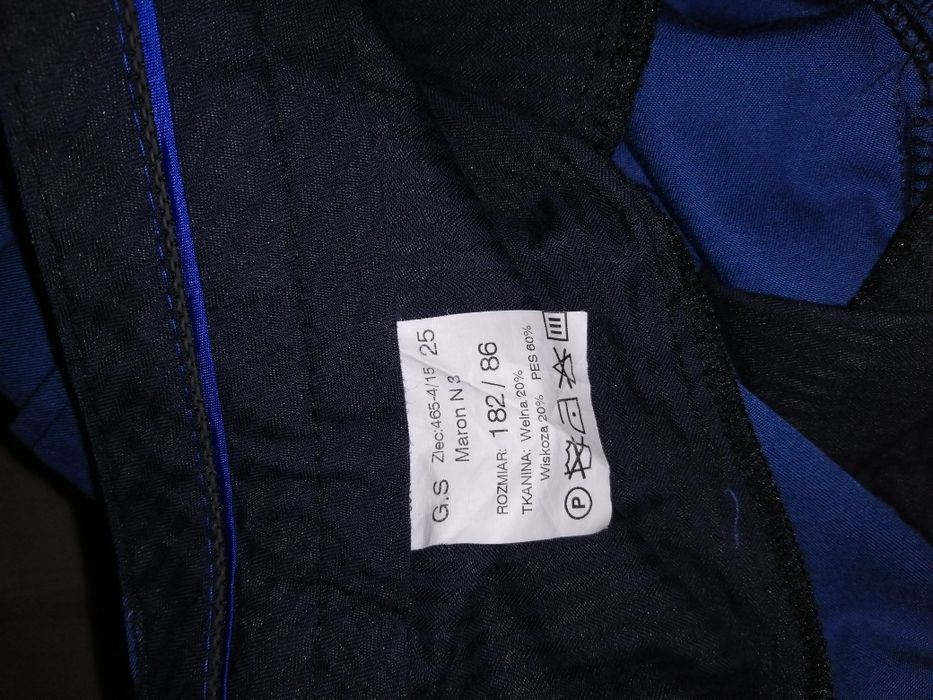 G.S Zlec:465-4/15 25
Maron N 3
ROZMIAR: 182 / 86
TKANINA: Wełna 20%
Wiskoza 20% PES 60%
P